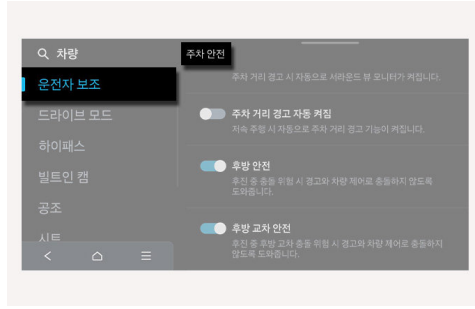 차량
주차 안전
운전자 보조
드라이브 모드
하이패스
빌트인 캠
공조
시트
주차 거리 경고 시 자동으로 서라운드 뷰 모니터가 켜집니다.
주차 거리 경고 자동 켜짐
저속 주행 시 자동으로 주차 거리 경고 기능이 켜집니다.
후방 안전
후진 중 충돌 위험 시 경고와 차량 제어로 충돌하지 않도록
도와줍니다.
후방 교차 안전
후진 중 후방 교차 충돌 위험 시 경고와 차량 제어로 충돌하지
않도록 도와줍니다.